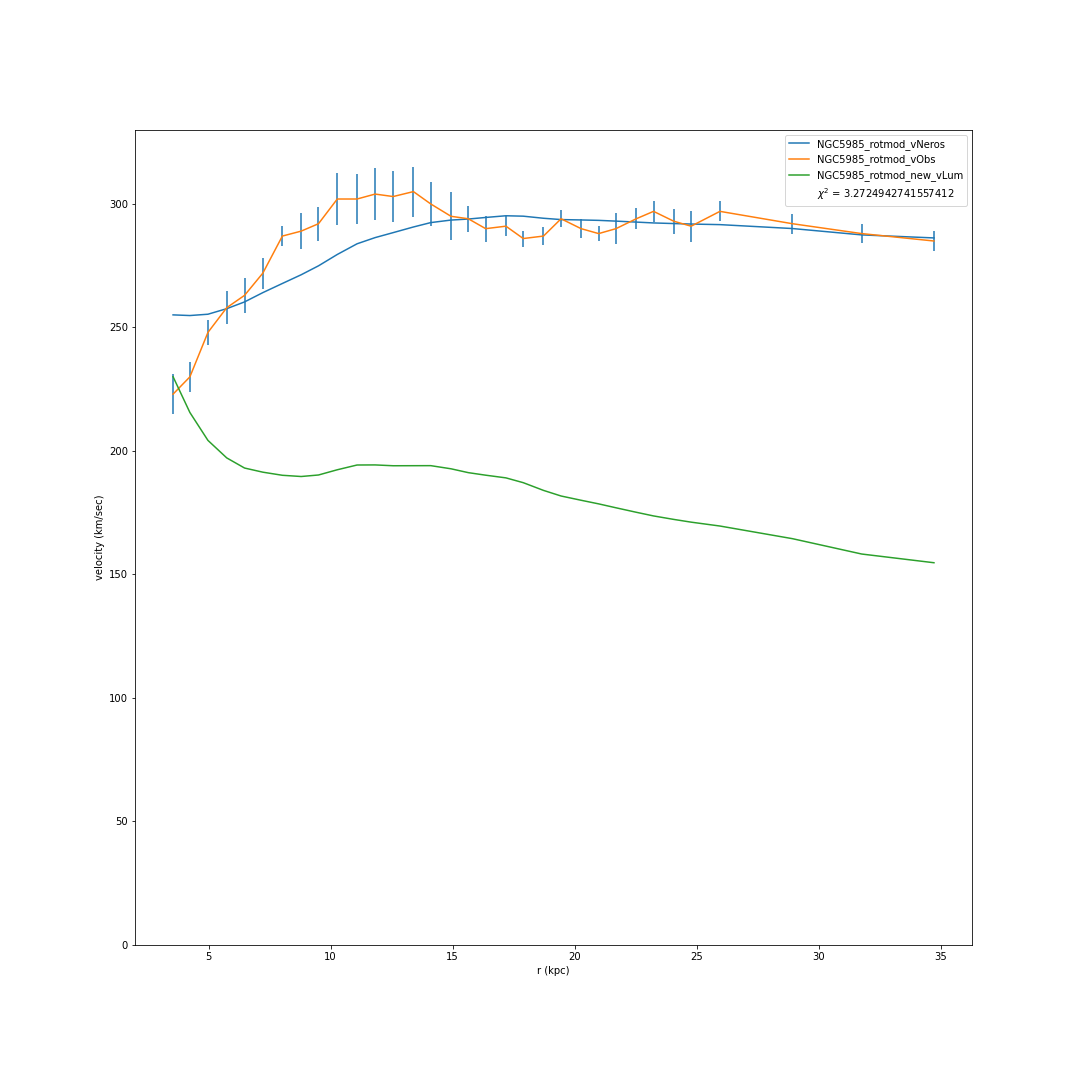 NGC5985_rotmod_vNeros
NGC5985_rotmod_vObs
NGC5985_rotmod_new_vLum
χ² = 3.2724942741557412
300
250
200
150
100
50
0
velocity (km/sec)
5 10 15 20 25 30 35
r (kpc)